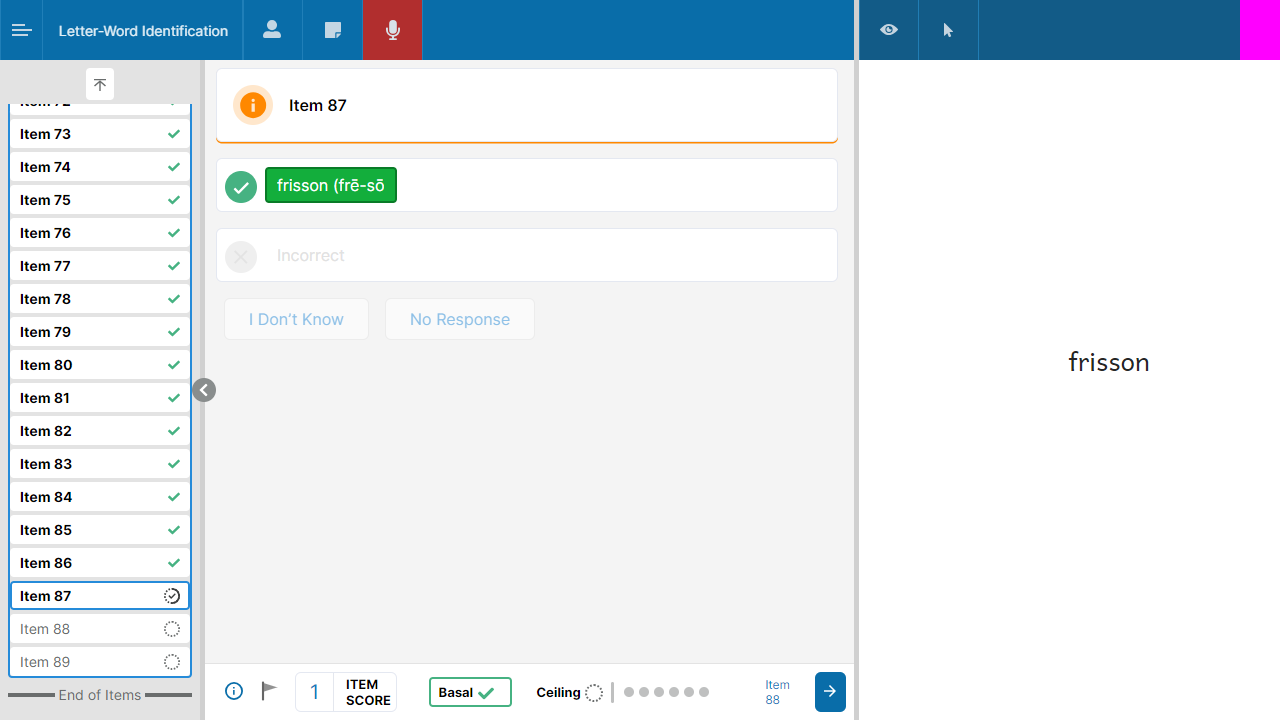 Letter-Word Identification
Item 72
Item 73
Item 74
Item 75
Item 76
Item 77
Item 78
Item 79
Item 80
Item 81
Item 82
Item 83
Item 84
Item 85
Item 86
Item 87
Item 88
Item 89
End of Items
Item 87
frisson (frē-sō
Incorrect
I Don't Know
No Response
1
ITEM
SCORE
Basal
Ceiling
Item
88
frisson